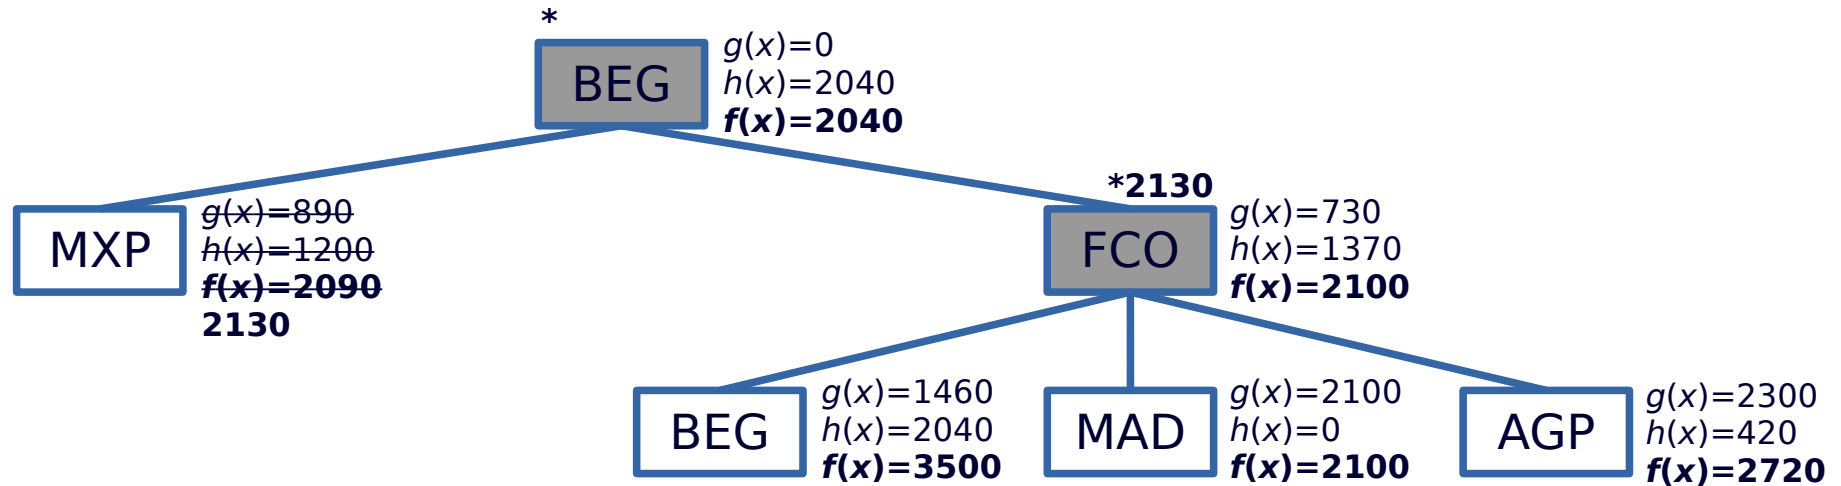 *
BEG
g(x)=0
h(x)=2040
f(x)=2040
MXP
g(x)=890
h(x)=1200
f(x)=2090
2130
*2130
FCO
g(x)=730
h(x)=1370
f(x)=2100
BEG
g(x)=1460
h(x)=2040
f(x)=3500
MAD
g(x)=2100
h(x)=0
f(x)=2100
AGP
g(x)=2300
h(x)=420
f(x)=2720